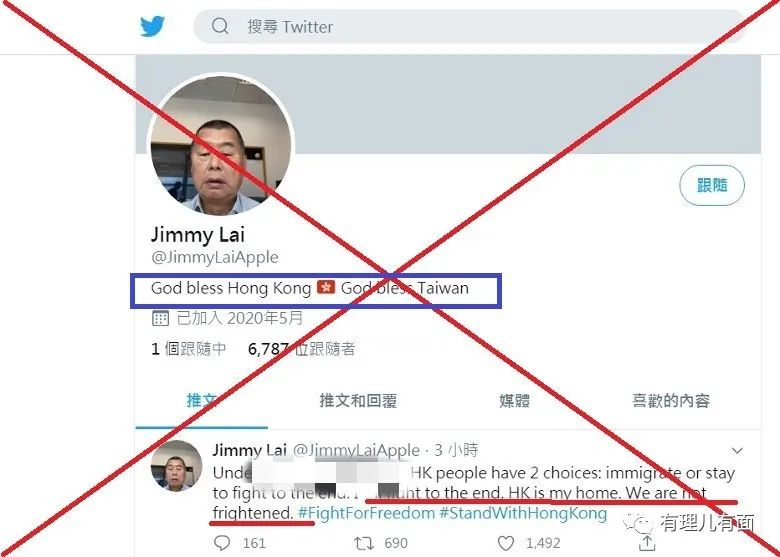 搜尋 Twitter
跟隨
Jimmy Lai
@JimmyLaiApple
God bless Hong Kong 🇭🇰 God bless Taiwan
已加入 2020年5月
1 個跟隨中 6,787 位跟隨者
推文 推文和回覆 媒體 喜歡的內容
Jimmy Lai @JimmyLaiApple · 3 小時
Unde HK people have 2 choices: immigrate or stay
to fight to the end. I fight to the end. HK is my home. We are not
frightened. #FightForFreedom #StandWithHongKong
161 690 1,492
有理儿有面